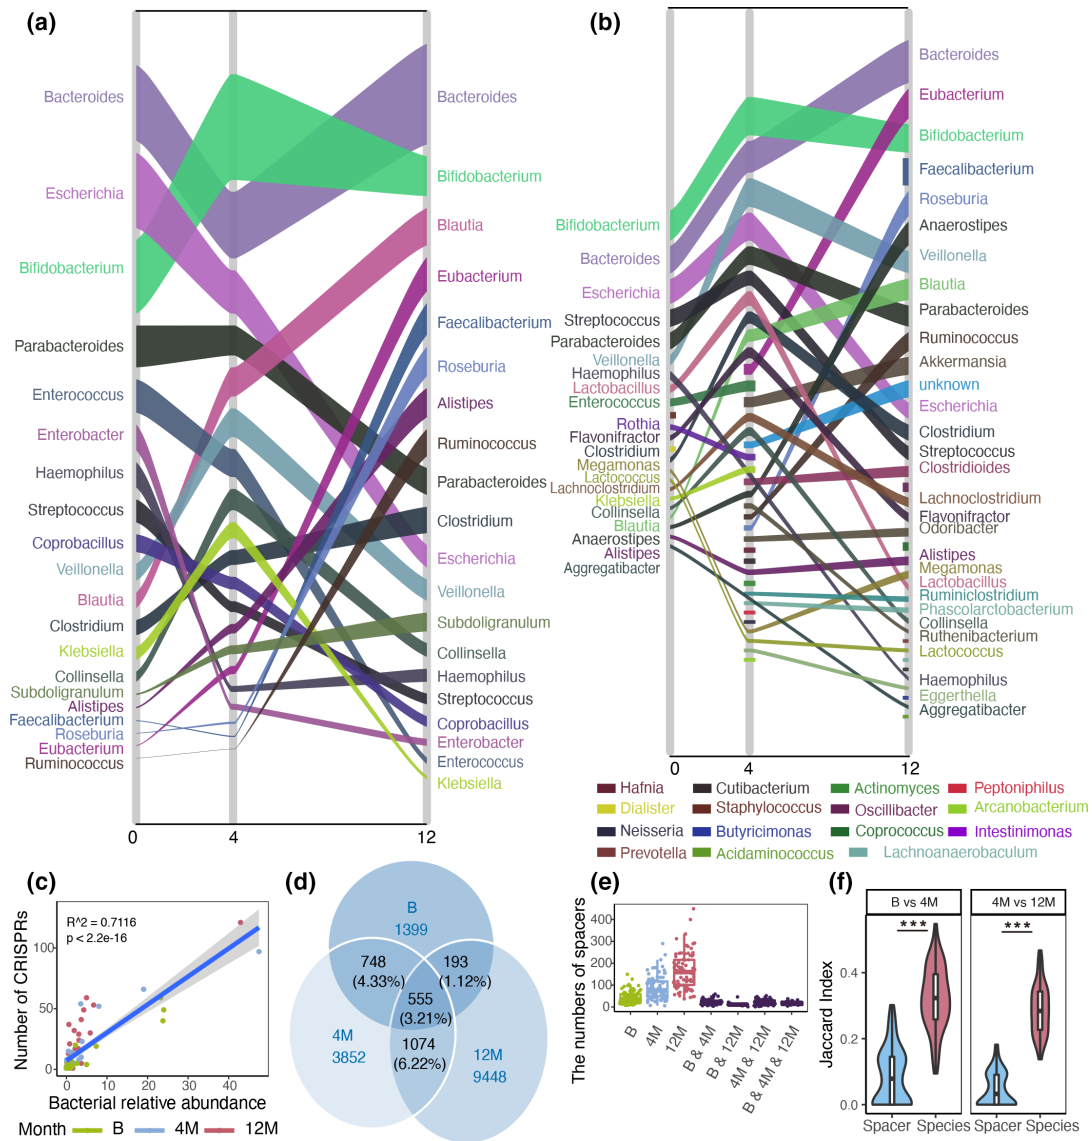 (a)
Bacteroides
Escherichia
Bifidobacterium
Parabacteroides
Enterococcus
Enterobacter
Haemophilus
Streptococcus
Coprobacillus
Veillonella
Blautia
Clostridium
Klebsiella
Collinsella
Subdoligranulum
Alistipes
Faecalibacterium
Roseburia
Eubacterium
Ruminococcus
Bacteroides
Bifidobacterium
Blautia
Eubacterium
Faecalibacterium
Roseburia
Alistipes
Ruminococcus
Parabacteroides
Clostridium
Escherichia
Veillonella
Subdoligranulum
Collinsella
Haemophilus
Streptococcus
Coprobacillus
Enterobacter
Enterococcus
Klebsiella
0 4 12
(b)
Bifidobacterium
Bacteroides
Escherichia
Streptococcus
Parabacteroides
Veillonella
Haemophilus
Lactobacillus
Enterococcus
Rothia
Flavonifractor
Clostridium
Megamonas
Lactococcus
Lachnoclostridium
Klebsiella
Collinsella
Blautia
Anaerostipes
Alistipes
Aggregatibacter
Bacteroides
Eubacterium
Bifidobacterium
Faecalibacterium
Roseburia
Anaerostipes
Veillonella
Blautia
Parabacteroides
Ruminococcus
Akkermansia
unknown
Escherichia
Clostridium
Streptococcus
Clostridioides
Lachnoclostridium
Flavonifractor
Odoribacter
Alistipes
Megamonas
Lactobacillus
Ruminiclostridium
Phascolarctobacterium
Collinsella
Ruthenibacterium
Lactococcus
Haemophilus
Eggerthella
Aggregatibacter
0 4 12
Hafnia Cutibacterium Actinomyces Peptoniphilus
Dialister Staphylococcus Oscillibacter Arcanobacterium
Neisseria Butyricimonas Coprococcus Intestinimonas
Prevotella Acidaminococcus Lachnoanaerobaculum
(c)
R^2 = 0.7116
p < 2.2e-16
Number of CRISPRs
100
50
0
0 20 40
Bacterial relative abundance
Month B 4M 12M
(d)
B
1399
748
(4.33%)
193
(1.12%)
555
(3.21%)
1074
(6.22%)
4M
3852
12M
9448
(e)
The numbers of spacers
400
300
200
100
0
B
4M
12M
B & 4M
B & 12M
4M & 12M
B & 4M & 12M
(f)
B vs 4M 4M vs 12M
*** ***
Jaccard Index
0.4
0.2
0.0
Spacer Species Spacer Species